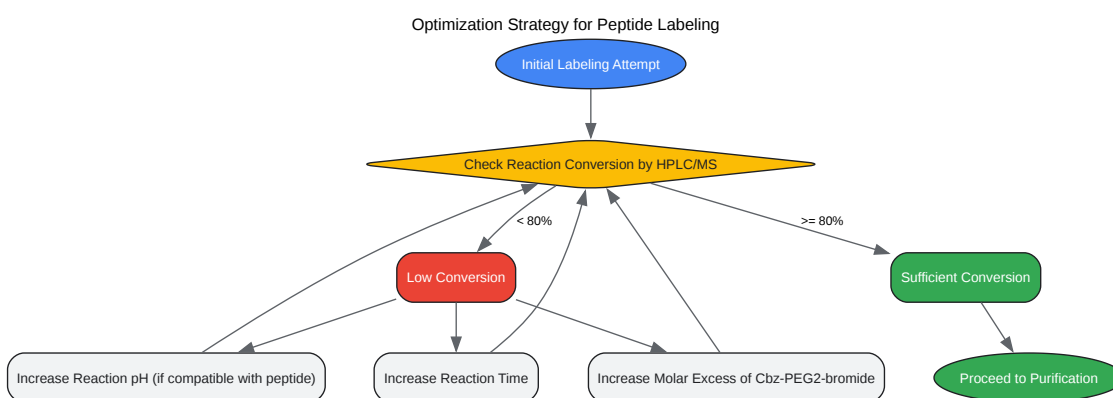 Optimization Strategy for Peptide Labeling
Initial Labeling Attempt
Check Reaction Conversion by HPLC/MS
< 80%
>= 80%
Low Conversion
Sufficient Conversion
Increase Reaction pH (if compatible with peptide)
Increase Reaction Time
Increase Molar Excess of Cbz-PEG2-bromide
Proceed to Purification